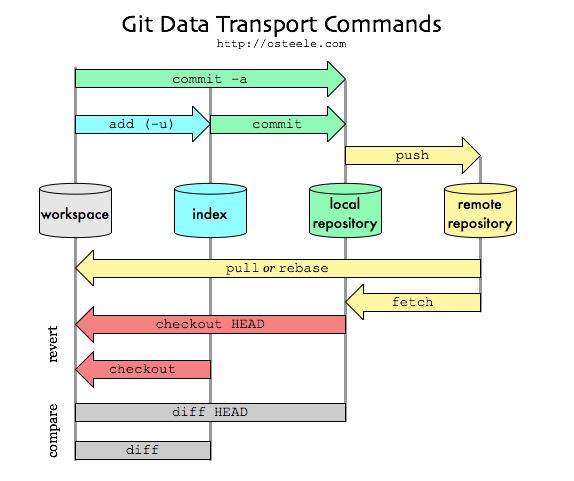 Git Data Transport Commands
http://osteele.com
commit -a
add (-u)
commit
push
workspace
index
local
repository
remote
repository
pull or rebase
fetch
revert
checkout HEAD
checkout
compare
diff HEAD
diff